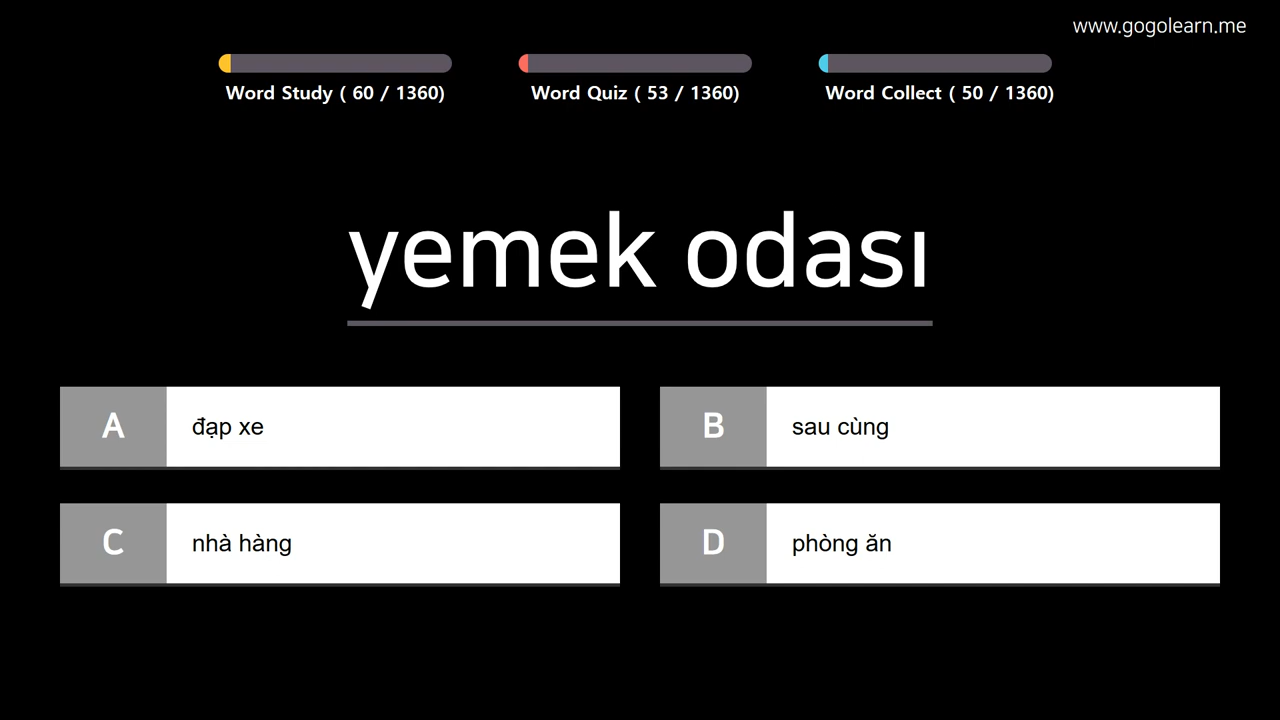 www.gogolearn.me
Word Study ( 60 / 1360)
Word Quiz ( 53 / 1360)
Word Collect ( 50 / 1360)
yemek odası
A
đạp xe
B
sau cùng
C
nhà hàng
D
phòng ăn